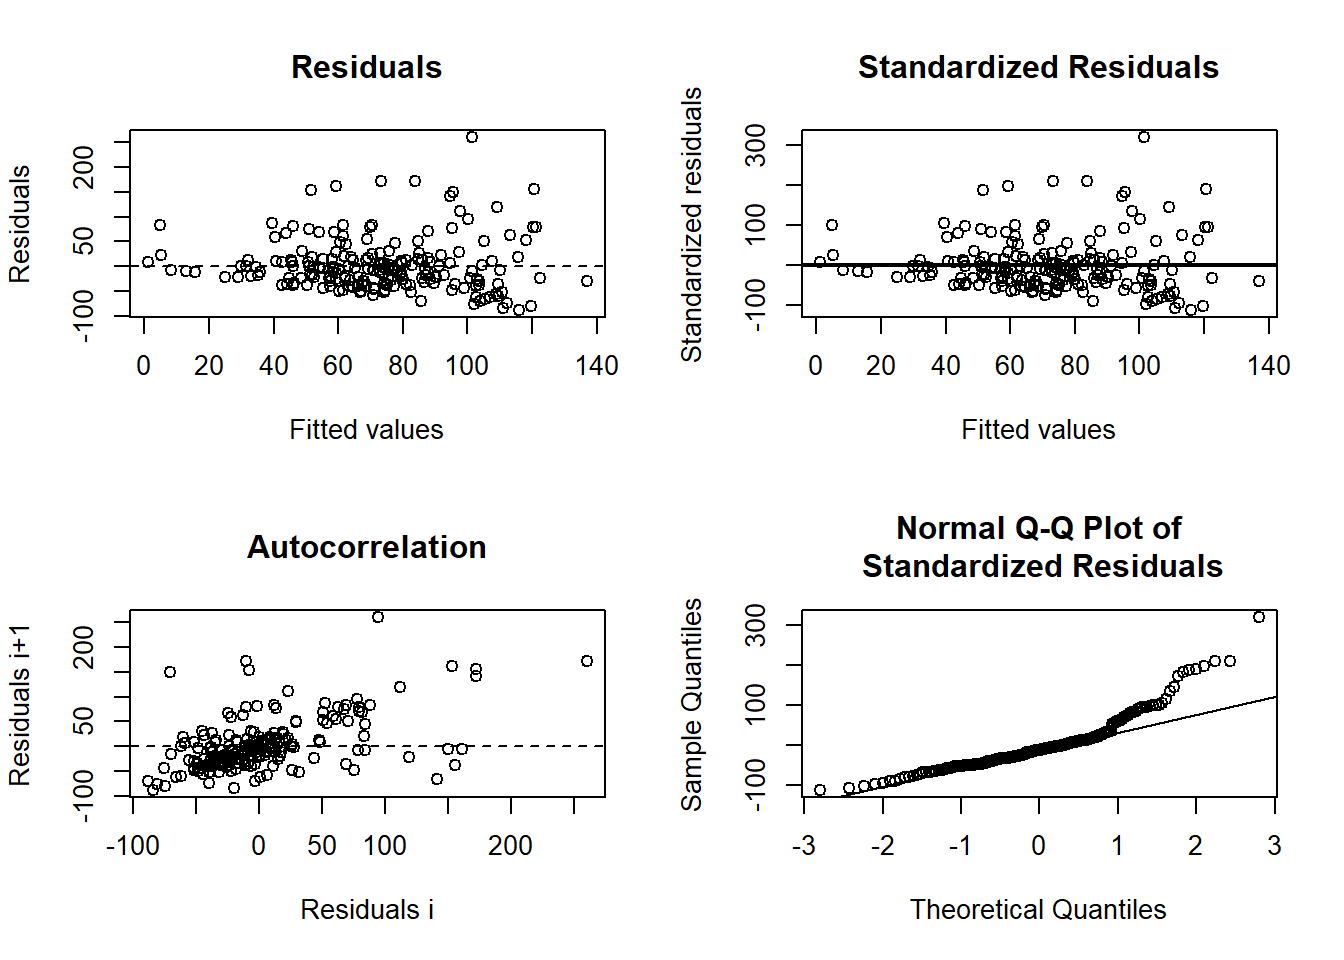 Residuals
Residuals
200
50
-100
0 20 40 60 80 100 140
Fitted values
Standardized Residuals
Standardized residuals
300
100
-100
0 20 40 60 80 100 140
Fitted values
Autocorrelation
Residuals i+1
200
50
-100
-100 0 50 100 200
Residuals i
Normal Q-Q Plot of
Standardized Residuals
Sample Quantiles
300
100
-100
-3 -2 -1 0 1 2 3
Theoretical Quantiles